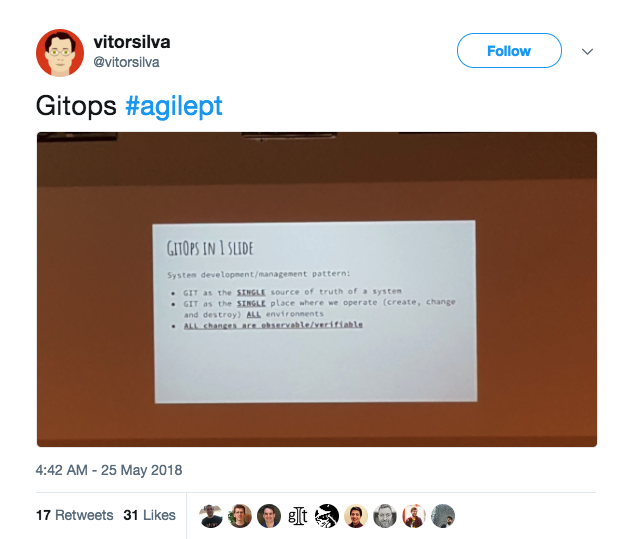 vitorsilva
@vitorsilva
Follow
Gitops #agilept
GitOps in 1 slide
System development/management pattern:
• GIT as the SINGLE source of truth of a system
• GIT as the SINGLE place where we operate (create, change
and destroy) ALL environments
• ALL changes are observable/verifiable
4:42 AM - 25 May 2018
17 Retweets 31 Likes
git